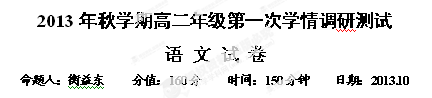 2013年秋学期高二年级第一次学情调研测试
语 文 试 卷
命题人：衡益东 分值：160分 时间：150分钟 日期：2013.10